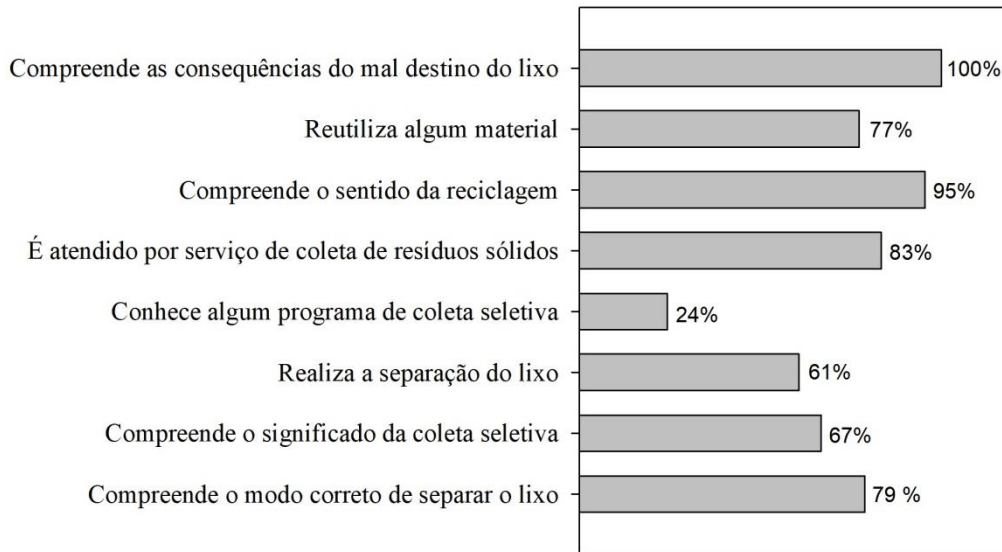 Compreende as consequências do mal destino do lixo 100%
Reutiliza algum material 77%
Compreende o sentido da reciclagem 95%
É atendido por serviço de coleta de resíduos sólidos 83%
Conhece algum programa de coleta seletiva 24%
Realiza a separação do lixo 61%
Compreende o significado da coleta seletiva 67%
Compreende o modo correto de separar o lixo 79 %